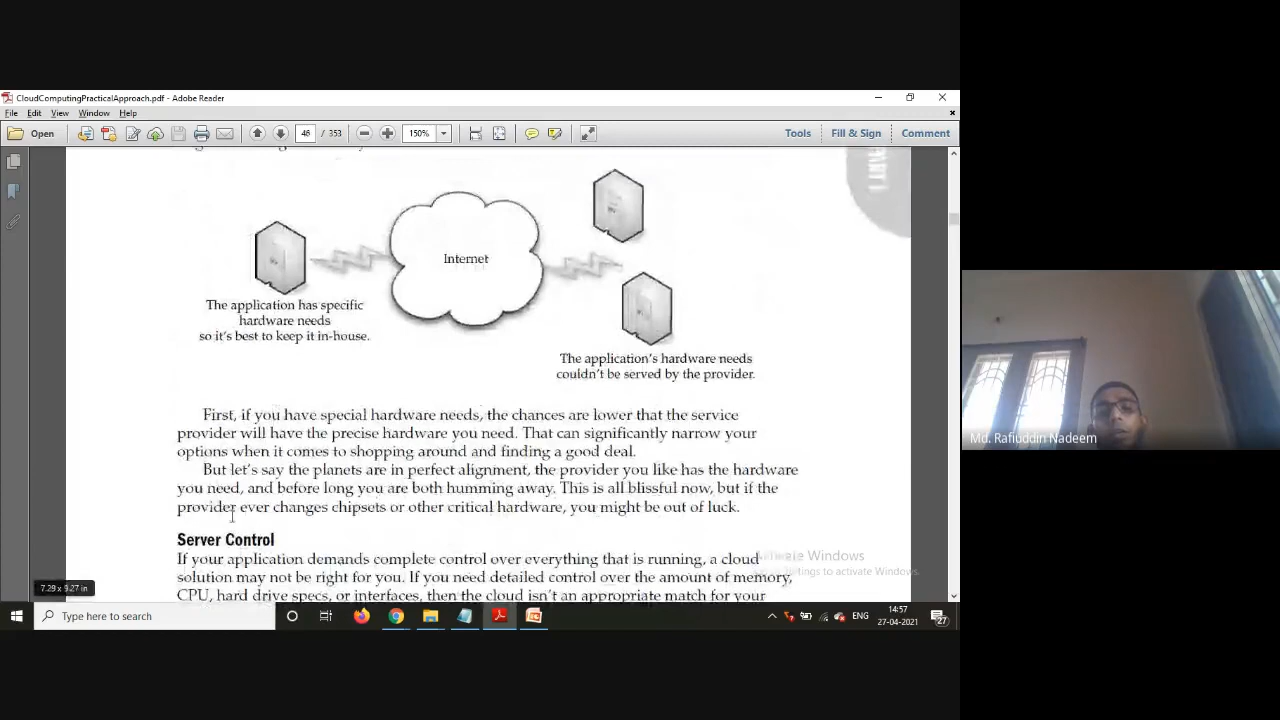 CloudComputingPracticalApproach.pdf - Adobe Reader
File Edit View Window Help
Open 46 / 353 150% Tools Fill & Sign Comment
PART I
Internet
The application has specific
hardware needs
so it's best to keep it in-house.
The application's hardware needs
couldn't be served by the provider.
First, if you have special hardware needs, the chances are lower that the service
provider will have the precise hardware you need. That can significantly narrow your
options when it comes to shopping around and finding a good deal.
But let's say the planets are in perfect alignment, the provider you like has the hardware
you need, and before long you are both humming away. This is all blissful now, but if the
provider ever changes chipsets or other critical hardware, you might be out of luck.
Server Control
If your application demands complete control over everything that is running, a cloud
solution may not be right for you. If you need detailed control over the amount of memory,
CPU, hard drive specs, or interfaces, then the cloud isn't an appropriate match for your
Activate Windows
Settings to activate Windows.
7.29 x 9.27 in
Type here to search
ENG
14:57
27-04-2021
27
Md. Rafiuddin Nadeem